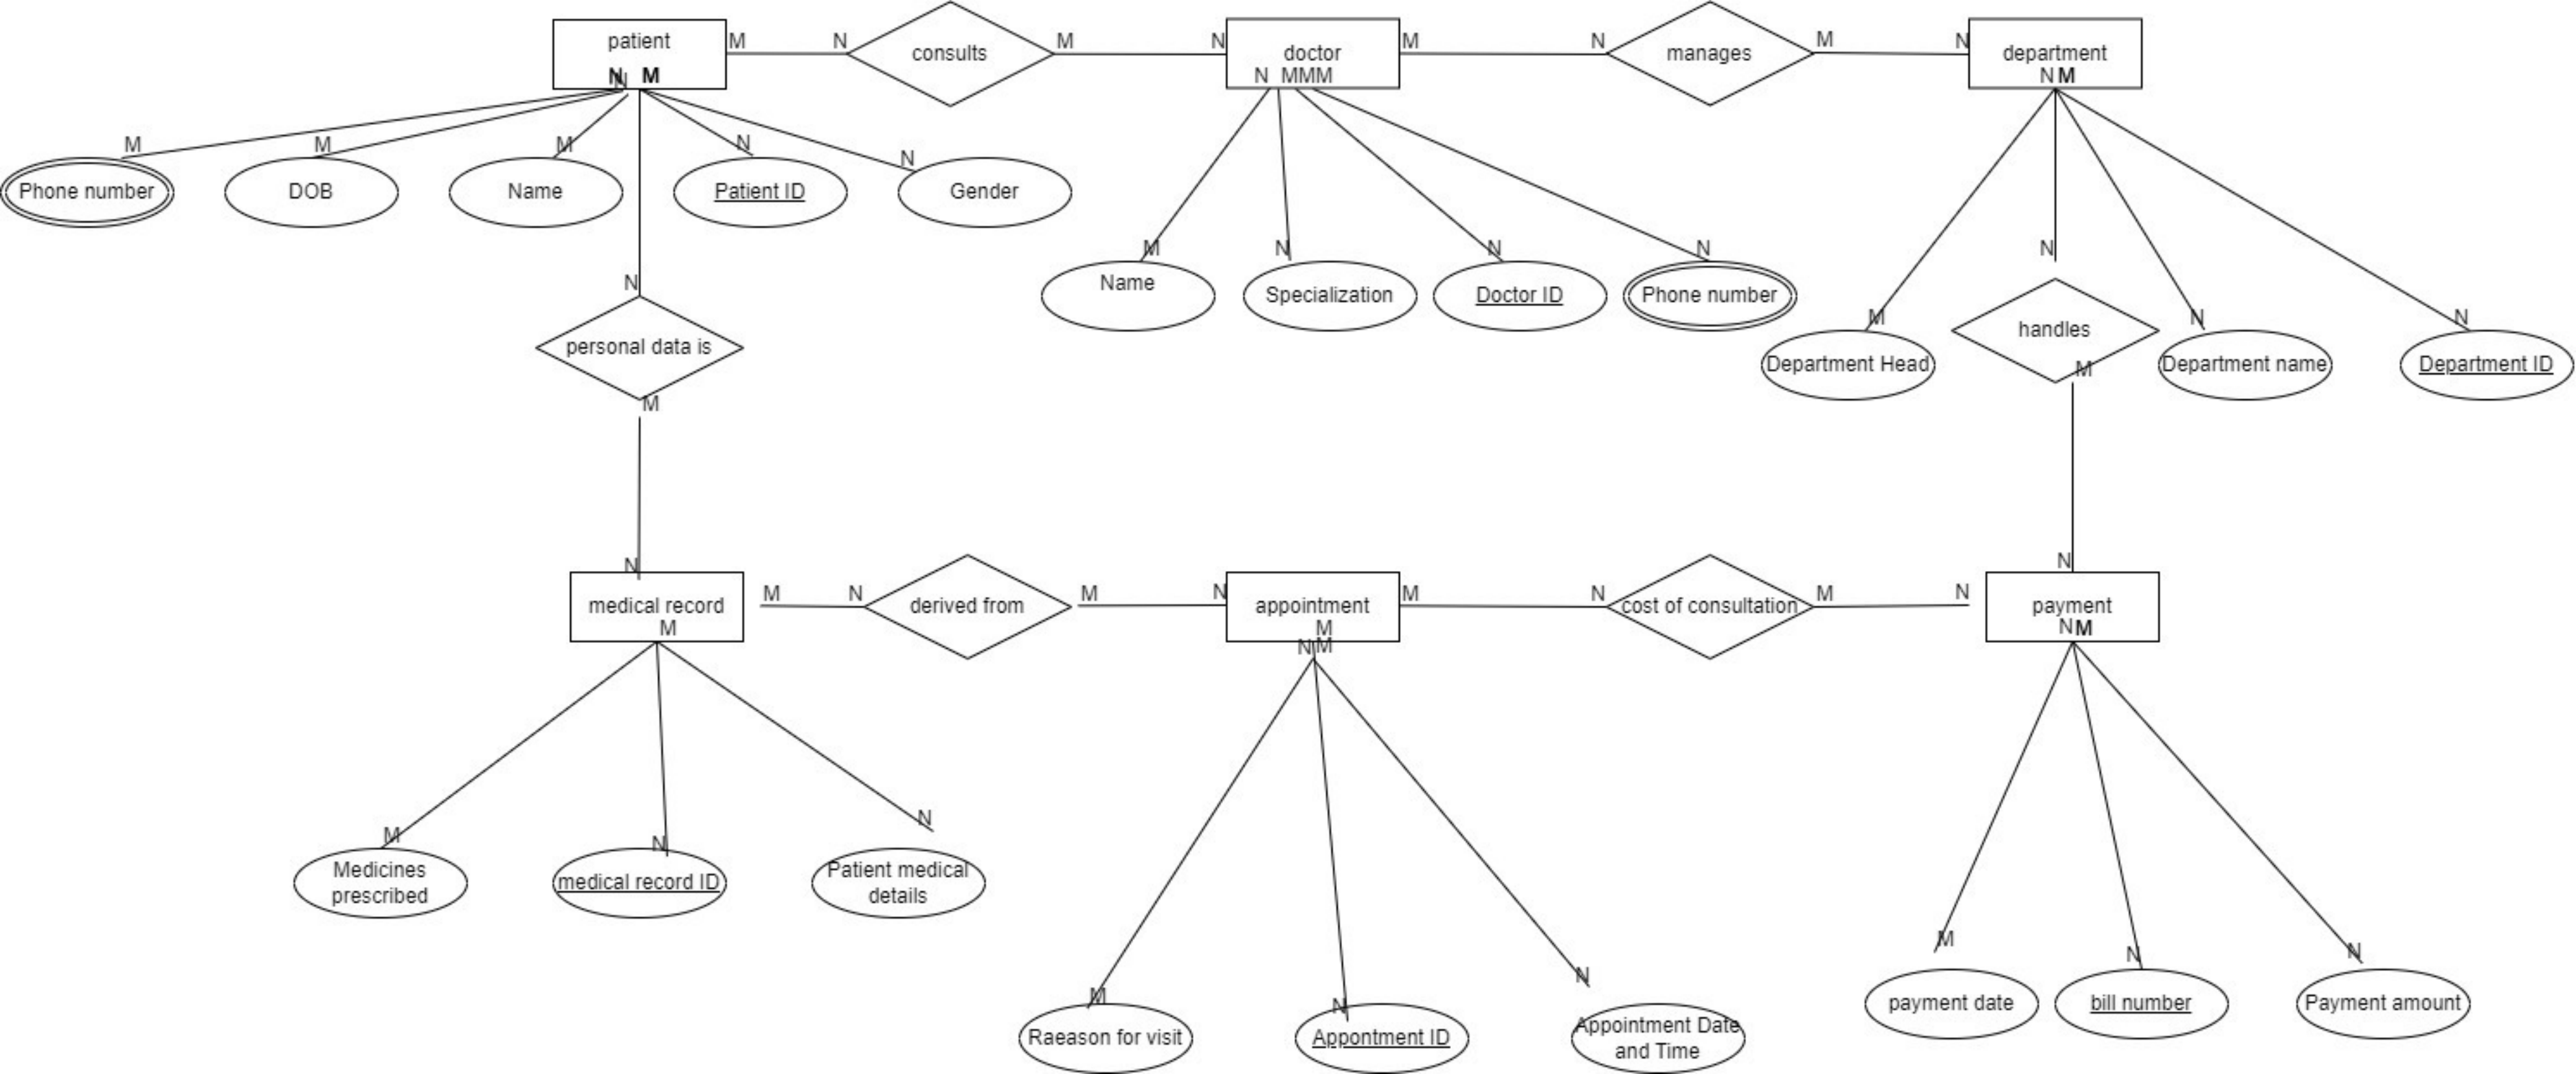 patient
M
N
consults
M
N
doctor
M
N
manages
M
N
department
N
N
M
N
M
M
M
N
M
M
M
N
N
N
M
Phone number
DOB
Name
Patient ID
Gender
M
N
N
N
N
N
personal data is
M
Name
Specialization
Doctor ID
Phone number
M
N
N
handles
M
Department Head
Department name
Department ID
N
N
medical record
M
M
N
derived from
M
N
appointment
M
N
M
M
N
cost of consultation
M
N
payment
N
M
M
N
N
Medicines
prescribed
medical record ID
Patient medical
details
M
N
N
M
N
N
Raeason for visit
Appontment ID
Appointment Date
and Time
payment date
bill number
Payment amount